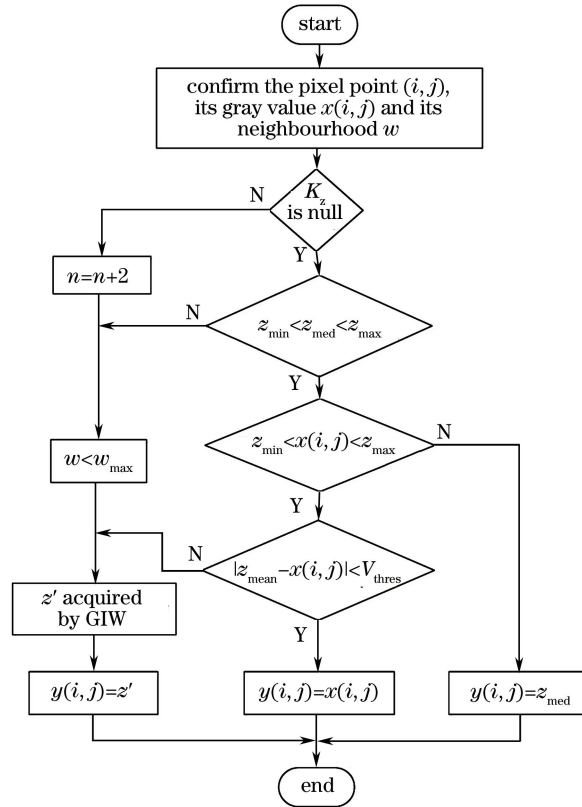 start
confirm the pixel point (i, j),
its gray value x(i, j) and its
neighbourhood w
N
K_z
is null
Y
n=n+2
N
z_min<z_med<z_max
Y
z_min<x(i, j)<z_max
N
w<w_max
Y
N
|z_mean−x(i, j)|<V_thres
z′ acquired
by GIW
Y
y(i, j)=z′
y(i, j)=x(i, j)
y(i, j)=z_med
end